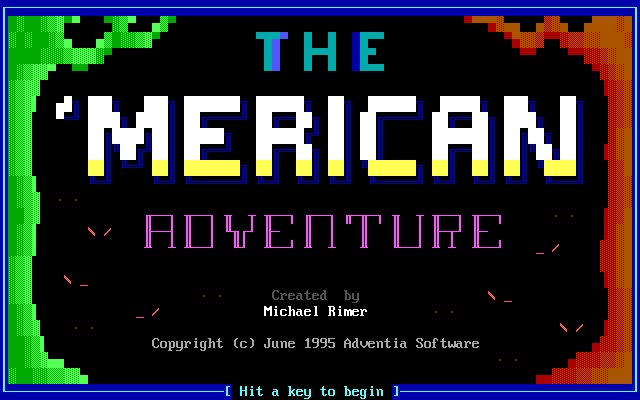 THE
'MERICAN
ADVENTURE
Created by
Michael Rimer
Copyright (c) June 1995 Adventia Software
[ Hit a key to begin ]